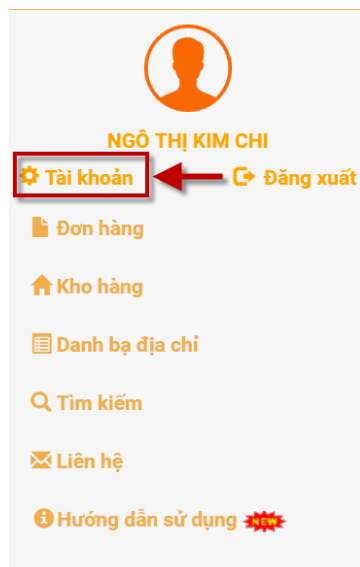 NGÔ THỊ KIM CHI
Tài khoản Đăng xuất
Đơn hàng
Kho hàng
Danh bạ địa chỉ
Tìm kiếm
Liên hệ
Hướng dẫn sử dụng NEW